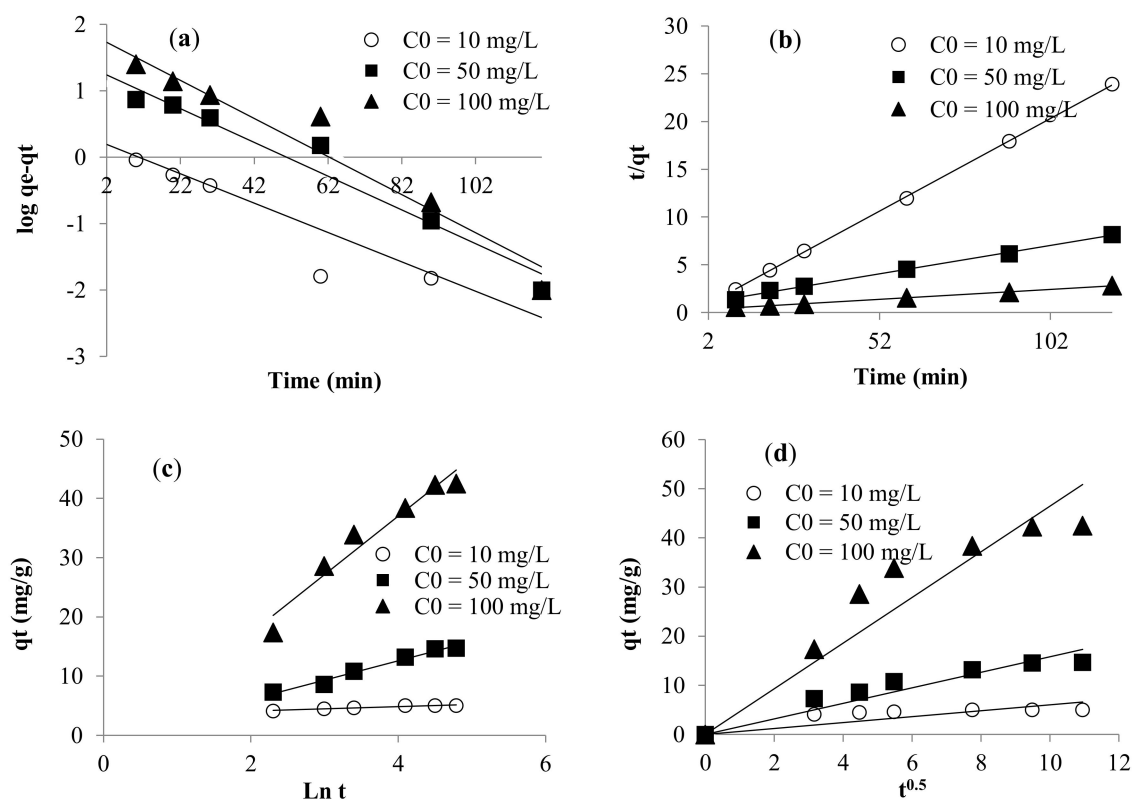 (a)
C0 = 10 mg/L
C0 = 50 mg/L
C0 = 100 mg/L
2
1
0
-1
-2
-3
2 22 42 62 82 102
log qe-qt
Time (min)
(b)
C0 = 10 mg/L
C0 = 50 mg/L
C0 = 100 mg/L
30
25
20
15
10
5
0
2 52 102
t/qt
Time (min)
(c)
C0 = 10 mg/L
C0 = 50 mg/L
C0 = 100 mg/L
50
40
30
20
10
0
0 2 4 6
qt (mg/g)
Ln t
(d)
C0 = 10 mg/L
C0 = 50 mg/L
C0 = 100 mg/L
60
50
40
30
20
10
0
0 2 4 6 8 10 12
qt (mg/g)
t0.5